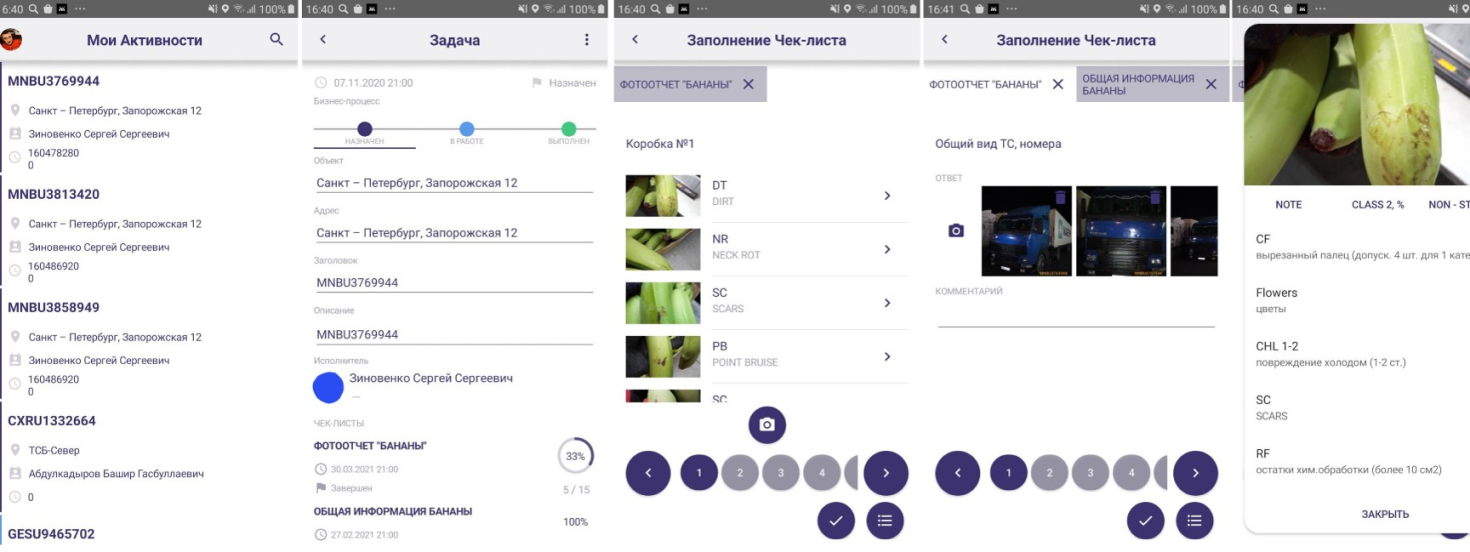 6:40 100%
Мои Активности
MNBU3769944
Санкт – Петербург, Запорожская 12
Зиновенко Сергей Сергеевич
160478280
0
MNBU3813420
Санкт – Петербург, Запорожская 12
Зиновенко Сергей Сергеевич
160486920
0
MNBU3858949
Санкт – Петербург, Запорожская 12
Зиновенко Сергей Сергеевич
160486920
0
CXRU1332664
ТСБ-Север
Абдулкадыров Башир Гасбуллаевич
0
GESU9465702
16:40 100%
Задача
07.11.2020 21:00 Назначен
Бизнес-процесс
НАЗНАЧЕН В РАБОТЕ ВЫПОЛНЕН
Объект
Санкт – Петербург, Запорожская 12
Адрес
Санкт – Петербург, Запорожская 12
Заголовок
MNBU3769944
Описание
MNBU3769944
Исполнитель
Зиновенко Сергей Сергеевич
—
ЧЕК-ЛИСТЫ
ФОТООТЧЕТ "БАНАНЫ"
33%
30.03.2021 21:00
Завершен 5 / 15
ОБЩАЯ ИНФОРМАЦИЯ БАНАНЫ
100%
27.02.2021 21:00
16:40 100%
Заполнение Чек-листа
ФОТООТЧЕТ "БАНАНЫ"
Коробка №1
DT
DIRT
NR
NECK ROT
SC
SCARS
PB
POINT BRUISE
SC
1 2 3 4
16:41 100%
Заполнение Чек-листа
ФОТООТЧЕТ "БАНАНЫ" ОБЩАЯ ИНФОРМАЦИЯ
БАНАНЫ
Общий вид ТС, номера
ОТВЕТ
КОММЕНТАРИЙ
1 2 3 4
16:40
NOTE CLASS 2, % NON - ST
CF
вырезанный палец (допуск. 4 шт. для 1 кате
Flowers
цветы
CHL 1-2
повреждение холодом (1-2 ст.)
SC
SCARS
RF
остатки хим.обработки (более 10 см2)
ЗАКРЫТЬ